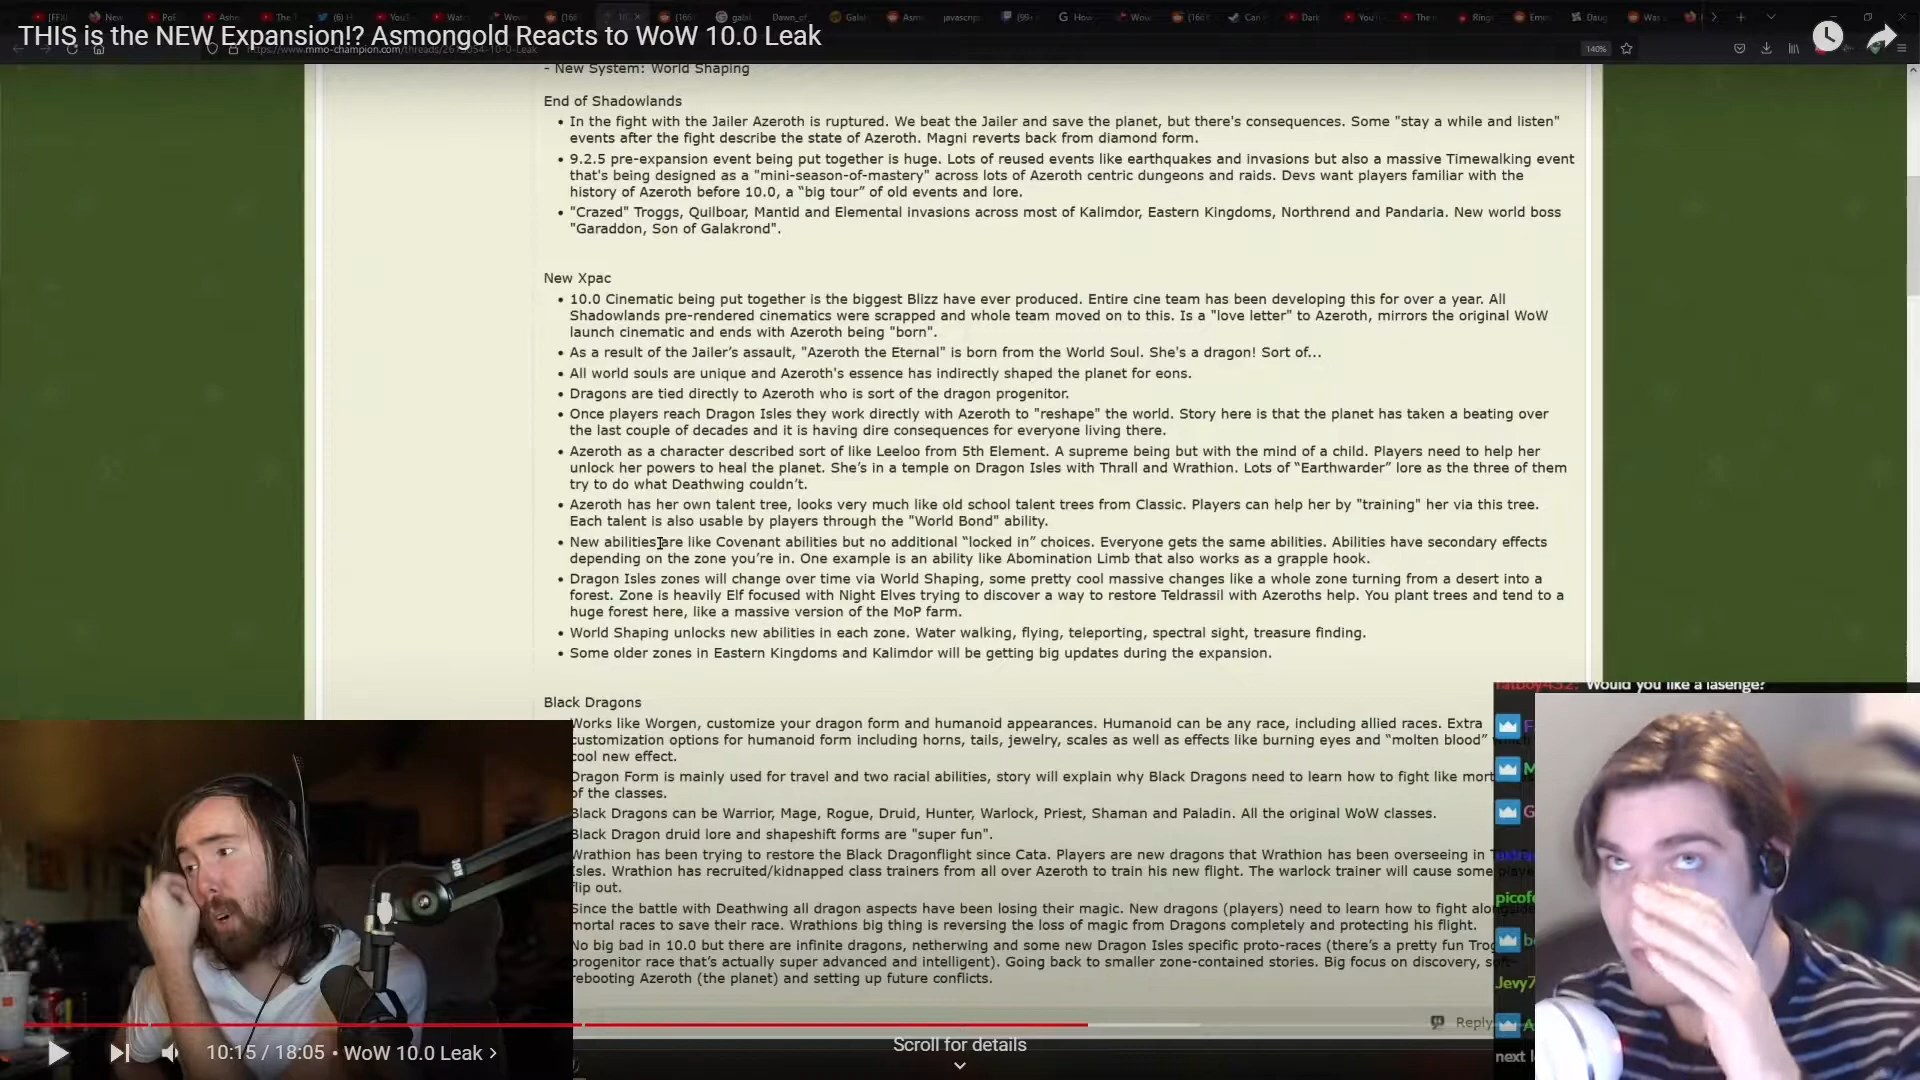 [FFX
New
PoE
Ashe
The
(6)
YouT
Wat
Wow
(166
10.
(166
gala
Dawn_of
Gala
Asm
javascrip
(99+
How
Wow
(166
Can
Dark
You
The
Ring
Em
Daug
Was
THIS is the NEW Expansion!? Asmongold Reacts to WoW 10.0 Leak
140%
- New System: World Shaping
End of Shadowlands
• In the fight with the Jailer Azeroth is ruptured. We beat the Jailer and save the planet, but there's consequences. Some "stay a while and listen"
events after the fight describe the state of Azeroth. Magni reverts back from diamond form.
• 9.2.5 pre-expansion event being put together is huge. Lots of reused events like earthquakes and invasions but also a massive Timewalking event
that's being designed as a "mini-season-of-mastery" across lots of Azeroth centric dungeons and raids. Devs want players familiar with the
history of Azeroth before 10.0, a “big tour” of old events and lore.
• "Crazed" Troggs, Quilboar, Mantid and Elemental invasions across most of Kalimdor, Eastern Kingdoms, Northrend and Pandaria. New world boss
"Garaddon, Son of Galakrond".
New Xpac
• 10.0 Cinematic being put together is the biggest Blizz have ever produced. Entire cine team has been developing this for over a year. All
Shadowlands pre-rendered cinematics were scrapped and whole team moved on to this. Is a "love letter" to Azeroth, mirrors the original WoW
launch cinematic and ends with Azeroth being "born".
• As a result of the Jailer’s assault, "Azeroth the Eternal" is born from the World Soul. She's a dragon! Sort of...
• All world souls are unique and Azeroth's essence has indirectly shaped the planet for eons.
• Dragons are tied directly to Azeroth who is sort of the dragon progenitor.
• Once players reach Dragon Isles they work directly with Azeroth to "reshape" the world. Story here is that the planet has taken a beating over
the last couple of decades and it is having dire consequences for everyone living there.
• Azeroth as a character described sort of like Leeloo from 5th Element. A supreme being but with the mind of a child. Players need to help her
unlock her powers to heal the planet. She’s in a temple on Dragon Isles with Thrall and Wrathion. Lots of “Earthwarder” lore as the three of them
try to do what Deathwing couldn’t.
• Azeroth has her own talent tree, looks very much like old school talent trees from Classic. Players can help her by "training" her via this tree.
Each talent is also usable by players through the "World Bond" ability.
• New abilities are like Covenant abilities but no additional “locked in” choices. Everyone gets the same abilities. Abilities have secondary effects
depending on the zone you’re in. One example is an ability like Abomination Limb that also works as a grapple hook.
• Dragon Isles zones will change over time via World Shaping, some pretty cool massive changes like a whole zone turning from a desert into a
forest. Zone is heavily Elf focused with Night Elves trying to discover a way to restore Teldrassil with Azeroths help. You plant trees and tend to a
huge forest here, like a massive version of the MoP farm.
• World Shaping unlocks new abilities in each zone. Water walking, flying, teleporting, spectral sight, treasure finding.
• Some older zones in Eastern Kingdoms and Kalimdor will be getting big updates during the expansion.
Black Dragons
Works like Worgen, customize your dragon form and humanoid appearances. Humanoid can be any race, including allied races. Extra
customization options for humanoid form including horns, tails, jewelry, scales as well as effects like burning eyes and “molten blood”
cool new effect.
Dragon Form is mainly used for travel and two racial abilities, story will explain why Black Dragons need to learn how to fight like mort
of the classes.
Black Dragons can be Warrior, Mage, Rogue, Druid, Hunter, Warlock, Priest, Shaman and Paladin. All the original WoW classes.
Black Dragon druid lore and shapeshift forms are "super fun".
Wrathion has been trying to restore the Black Dragonflight since Cata. Players are new dragons that Wrathion has been overseeing in
Isles. Wrathion has recruited/kidnapped class trainers from all over Azeroth to train his new flight. The warlock trainer will cause some
flip out.
Since the battle with Deathwing all dragon aspects have been losing their magic. New dragons (players) need to learn how to fight
mortal races to save their race. Wrathions big thing is reversing the loss of magic from Dragons completely and protecting his flight.
No big bad in 10.0 but there are infinite dragons, netherwing and some new Dragon Isles specific proto-races (there’s a pretty fun Trog
progenitor race that’s actually super advanced and intelligent). Going back to smaller zone-contained stories. Big focus on discovery, soft-
rebooting Azeroth (the planet) and setting up future conflicts.
Reply
Would you like a lasenge?
picofe
Jevy7
next
10:15 / 18:05 • WoW 10.0 Leak
Scroll for details